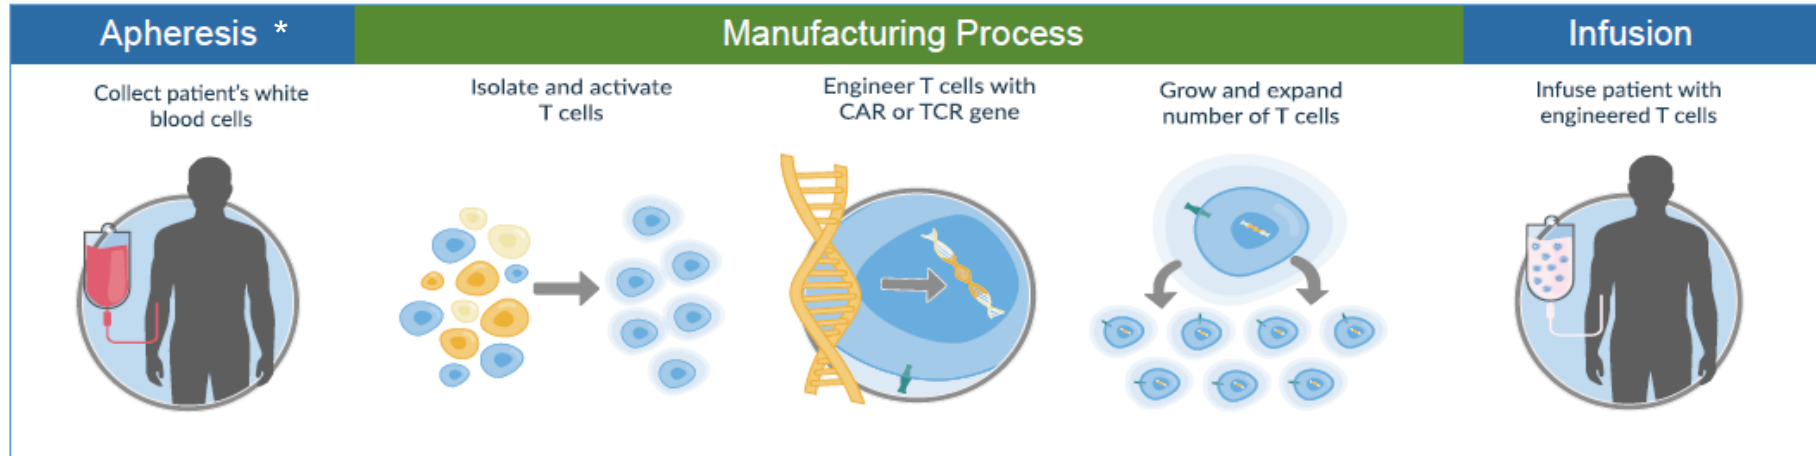 Apheresis *
Manufacturing Process
Infusion
Collect patient's white
blood cells
Isolate and activate
T cells
Engineer T cells with
CAR or TCR gene
Grow and expand
number of T cells
Infuse patient with
engineered T cells